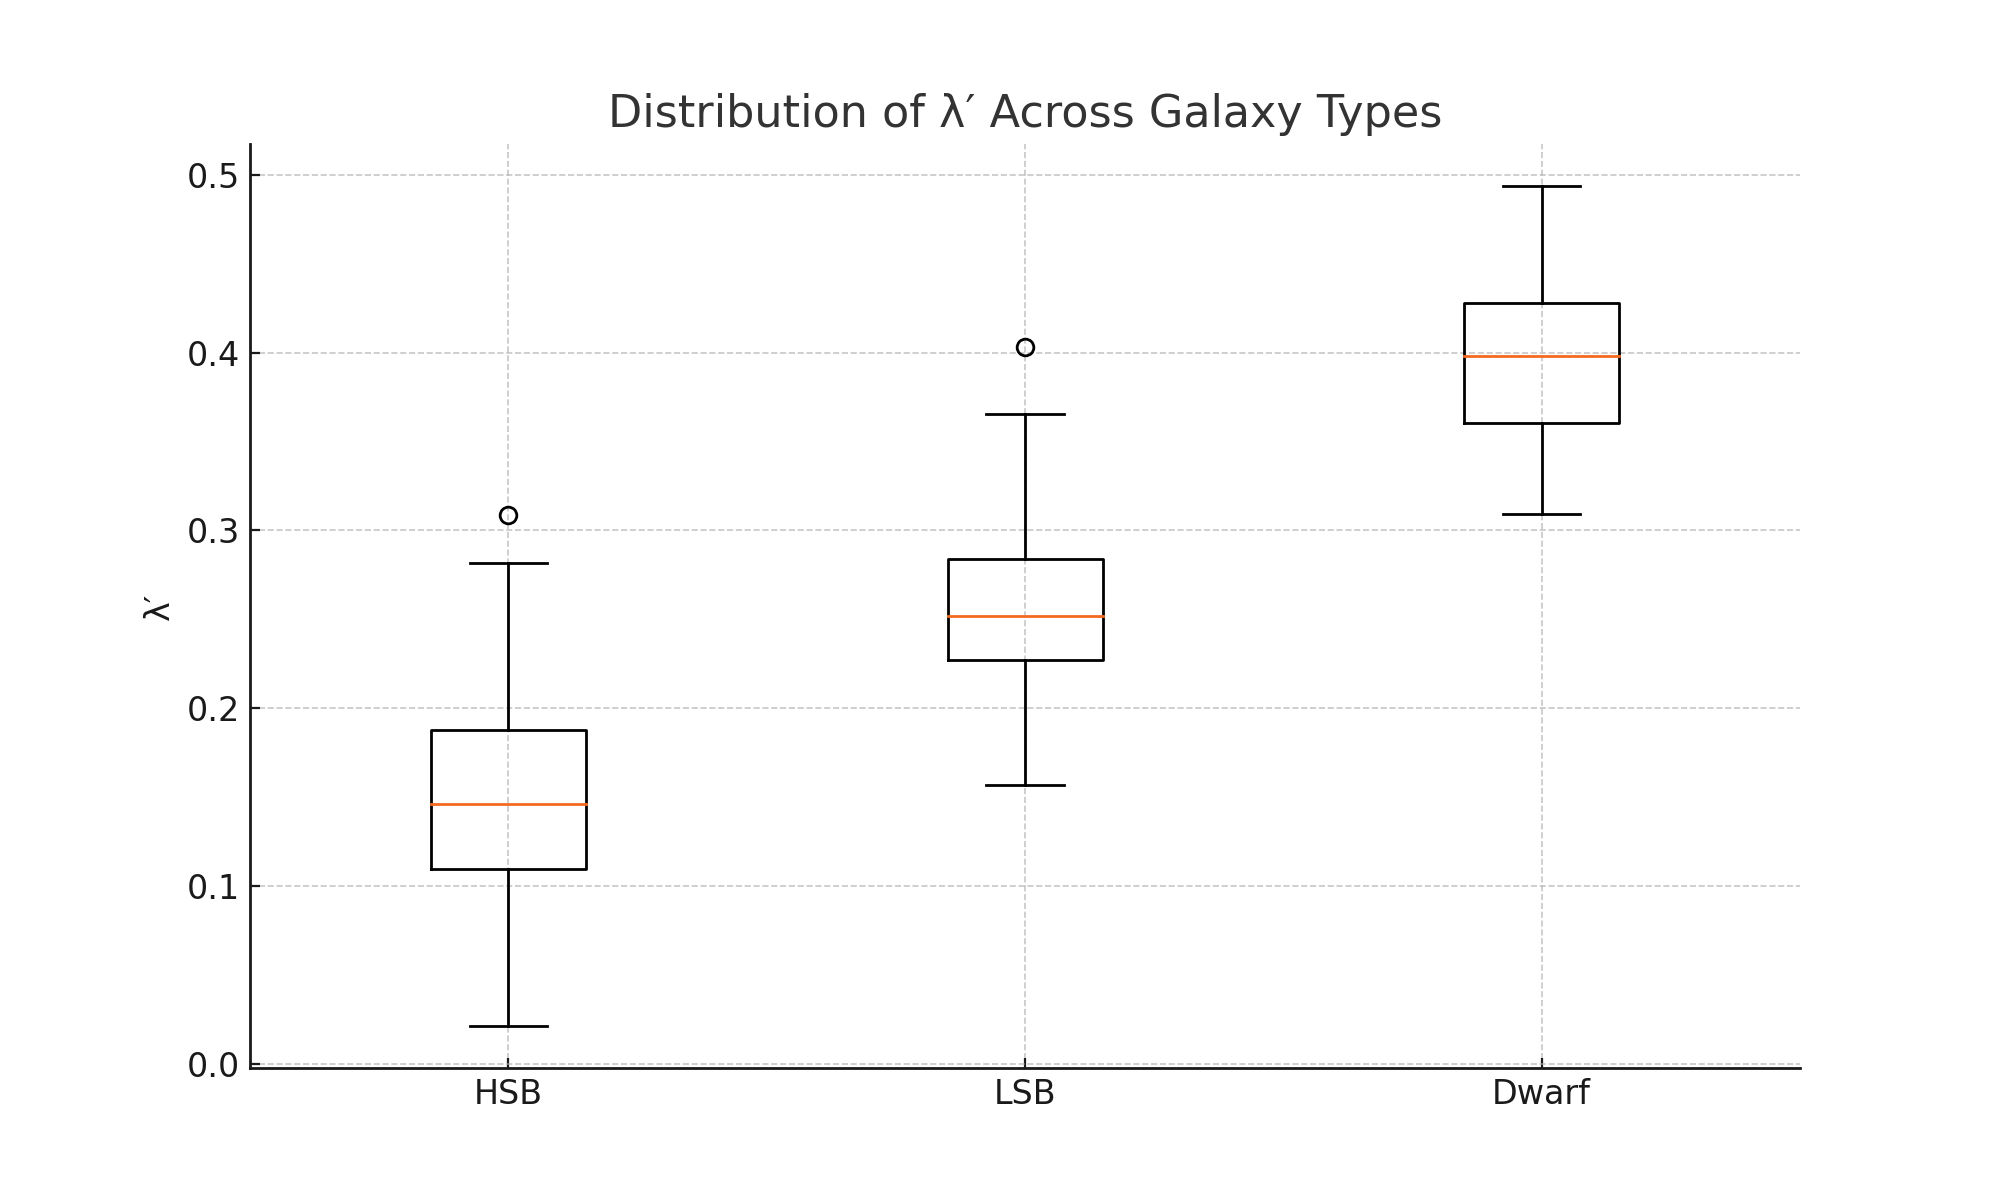 Distribution of λ′ Across Galaxy Types
0.5
0.4
0.3
0.2
0.1
0.0
λ′
HSB LSB Dwarf